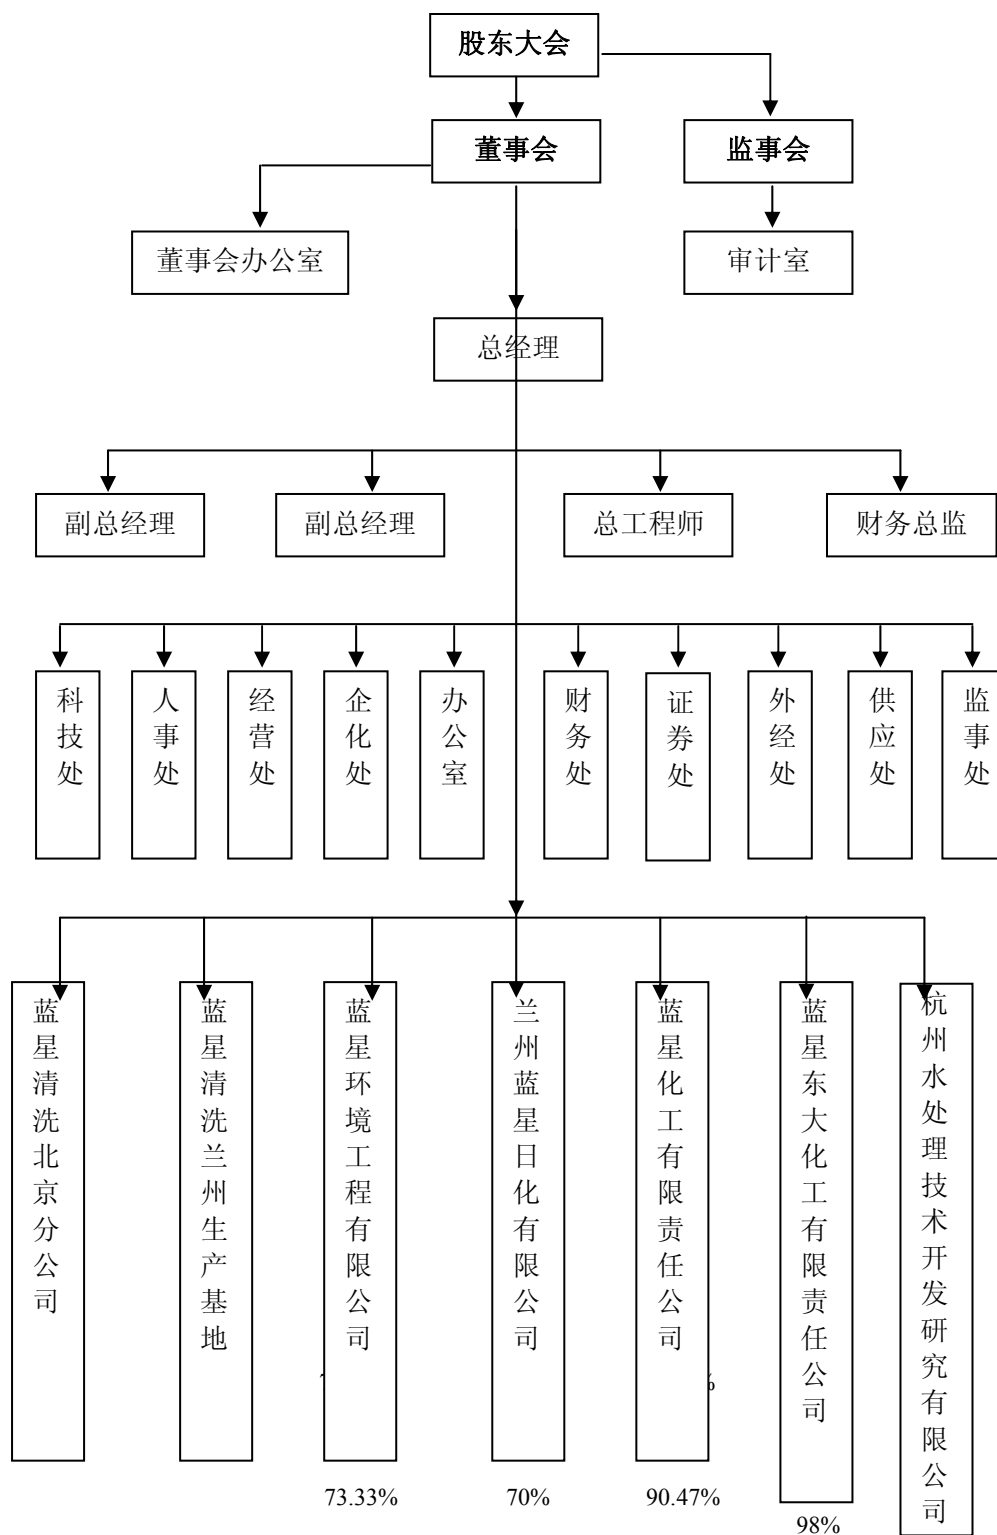 股东大会
董事会
监事会
董事会办公室
审计室
总经理
副总经理
副总经理
总工程师
财务总监
科技处
人事处
经营处
企化处
办公室
财务处
证券处
外经处
供应处
监事处
蓝星清洗北京分公司
蓝星清洗兰州生产基地
蓝星环境工程有限公司
兰州蓝星日化有限公司
蓝星化工有限责任公司
蓝星东大化工有限责任公司
杭州水处理技术开发研究有限公司
%
73.33%
70%
90.47%
98%